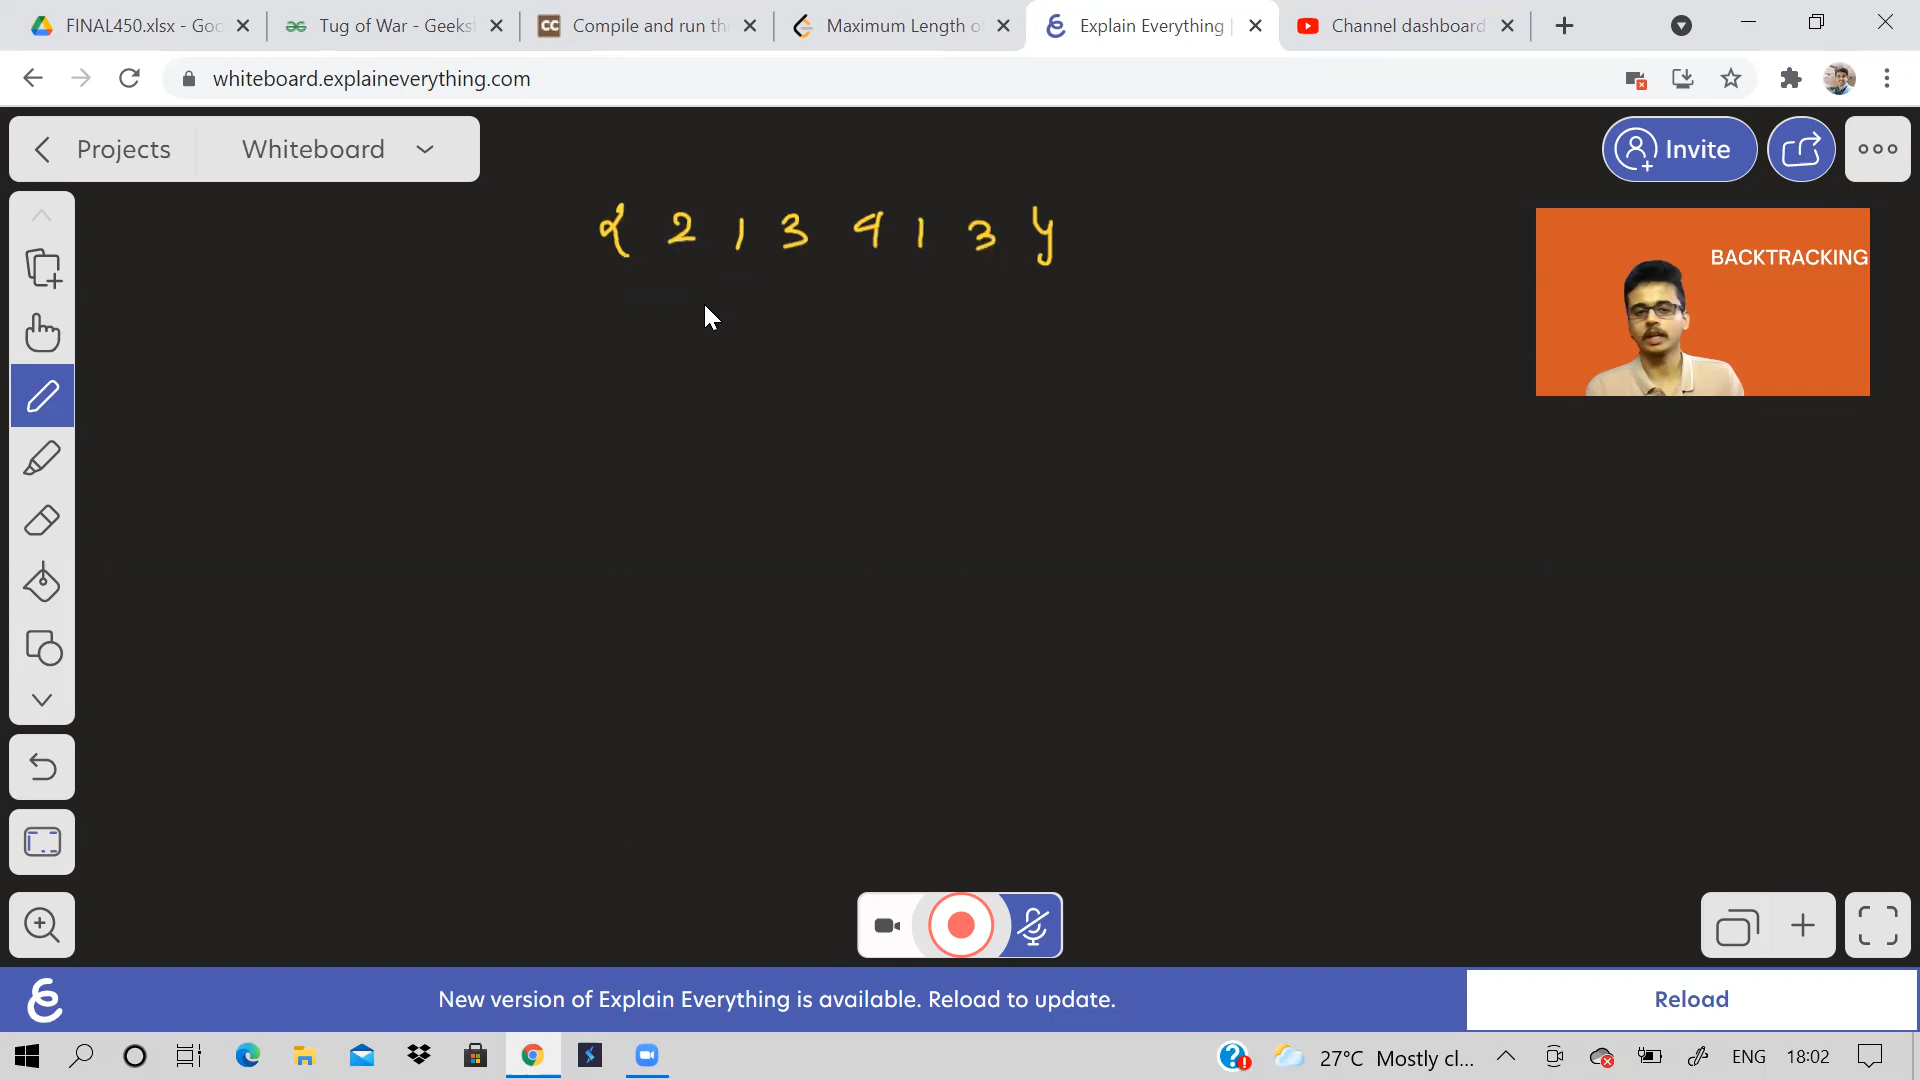 FINAL450.xlsx - Goo
Tug of War - Geeks
Compile and run the
Maximum Length o
Explain Everything |
Channel dashboard
whiteboard.explaineverything.com
Projects
Whiteboard
Invite
{ 2 1 3 4 1 3 }
BACKTRACKING
New version of Explain Everything is available. Reload to update.
Reload
27°C Mostly cl...
ENG
18:02